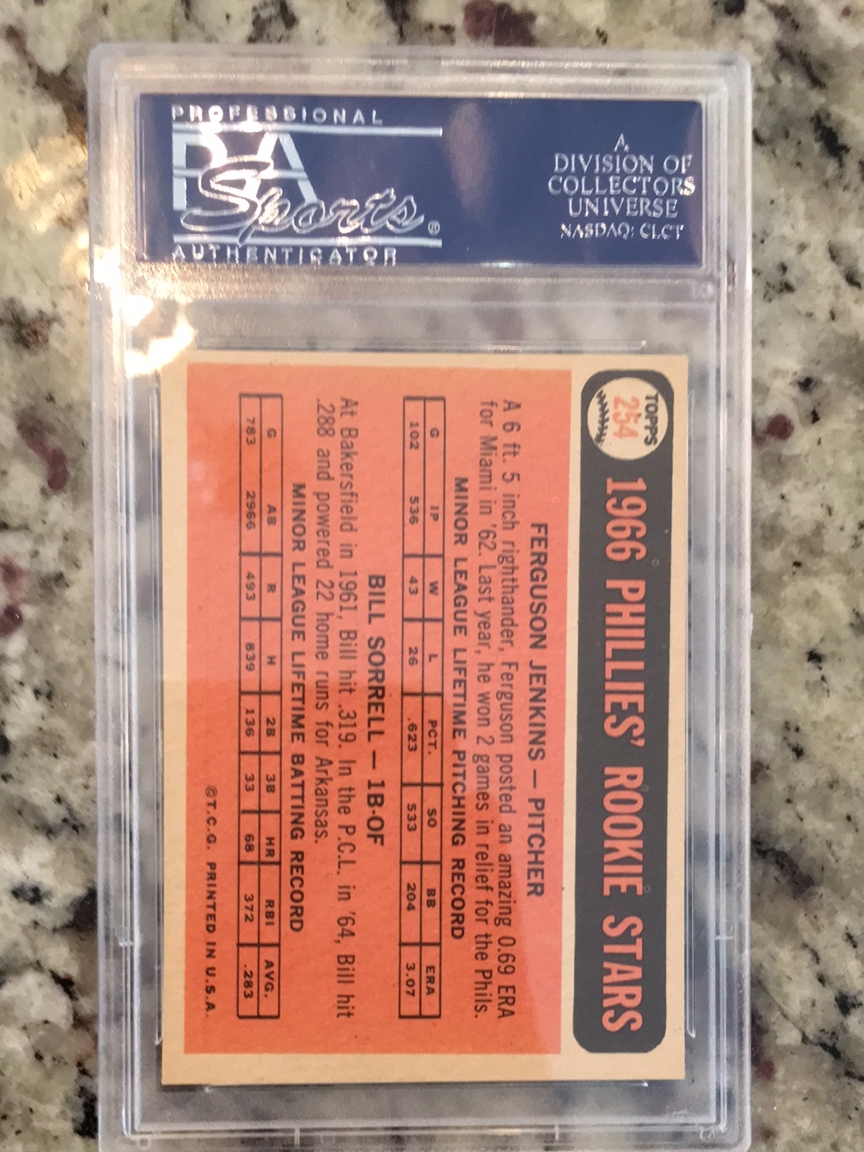 PROFESSIONAL
PSA
Sports®
AUTHENTICATOR
A
DIVISION OF
COLLECTORS
UNIVERSE
NASDAQ: CLCT
TOPPS
254
1966 PHILLIES' ROOKIE STARS
FERGUSON JENKINS — PITCHER
A 6 ft. 5 inch righthander, Ferguson posted an amazing 0.69 ERA
for Miami in '62. Last year, he won 2 games in relief for the Phils.
MINOR LEAGUE LIFETIME PITCHING RECORD
G IP W L PCT. SO BB ERA
102 536 43 26 .623 533 204 3.07
BILL SORRELL — 1B-OF
At Bakersfield in 1961, Bill hit .319. In the P.C.L. in '64, Bill hit
.288 and powered 22 home runs for Arkansas.
MINOR LEAGUE LIFETIME BATTING RECORD
G AB R H 2B 3B HR RBI AVG.
783 2966 493 839 136 33 68 372 .283
©T.C.G. PRINTED IN U.S.A.